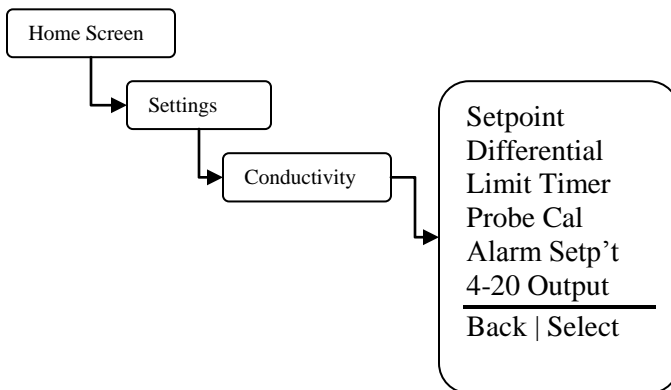 Home Screen
Settings
Conductivity
Setpoint
Differential
Limit Timer
Probe Cal
Alarm Setp’t
4-20 Output
Back | Select